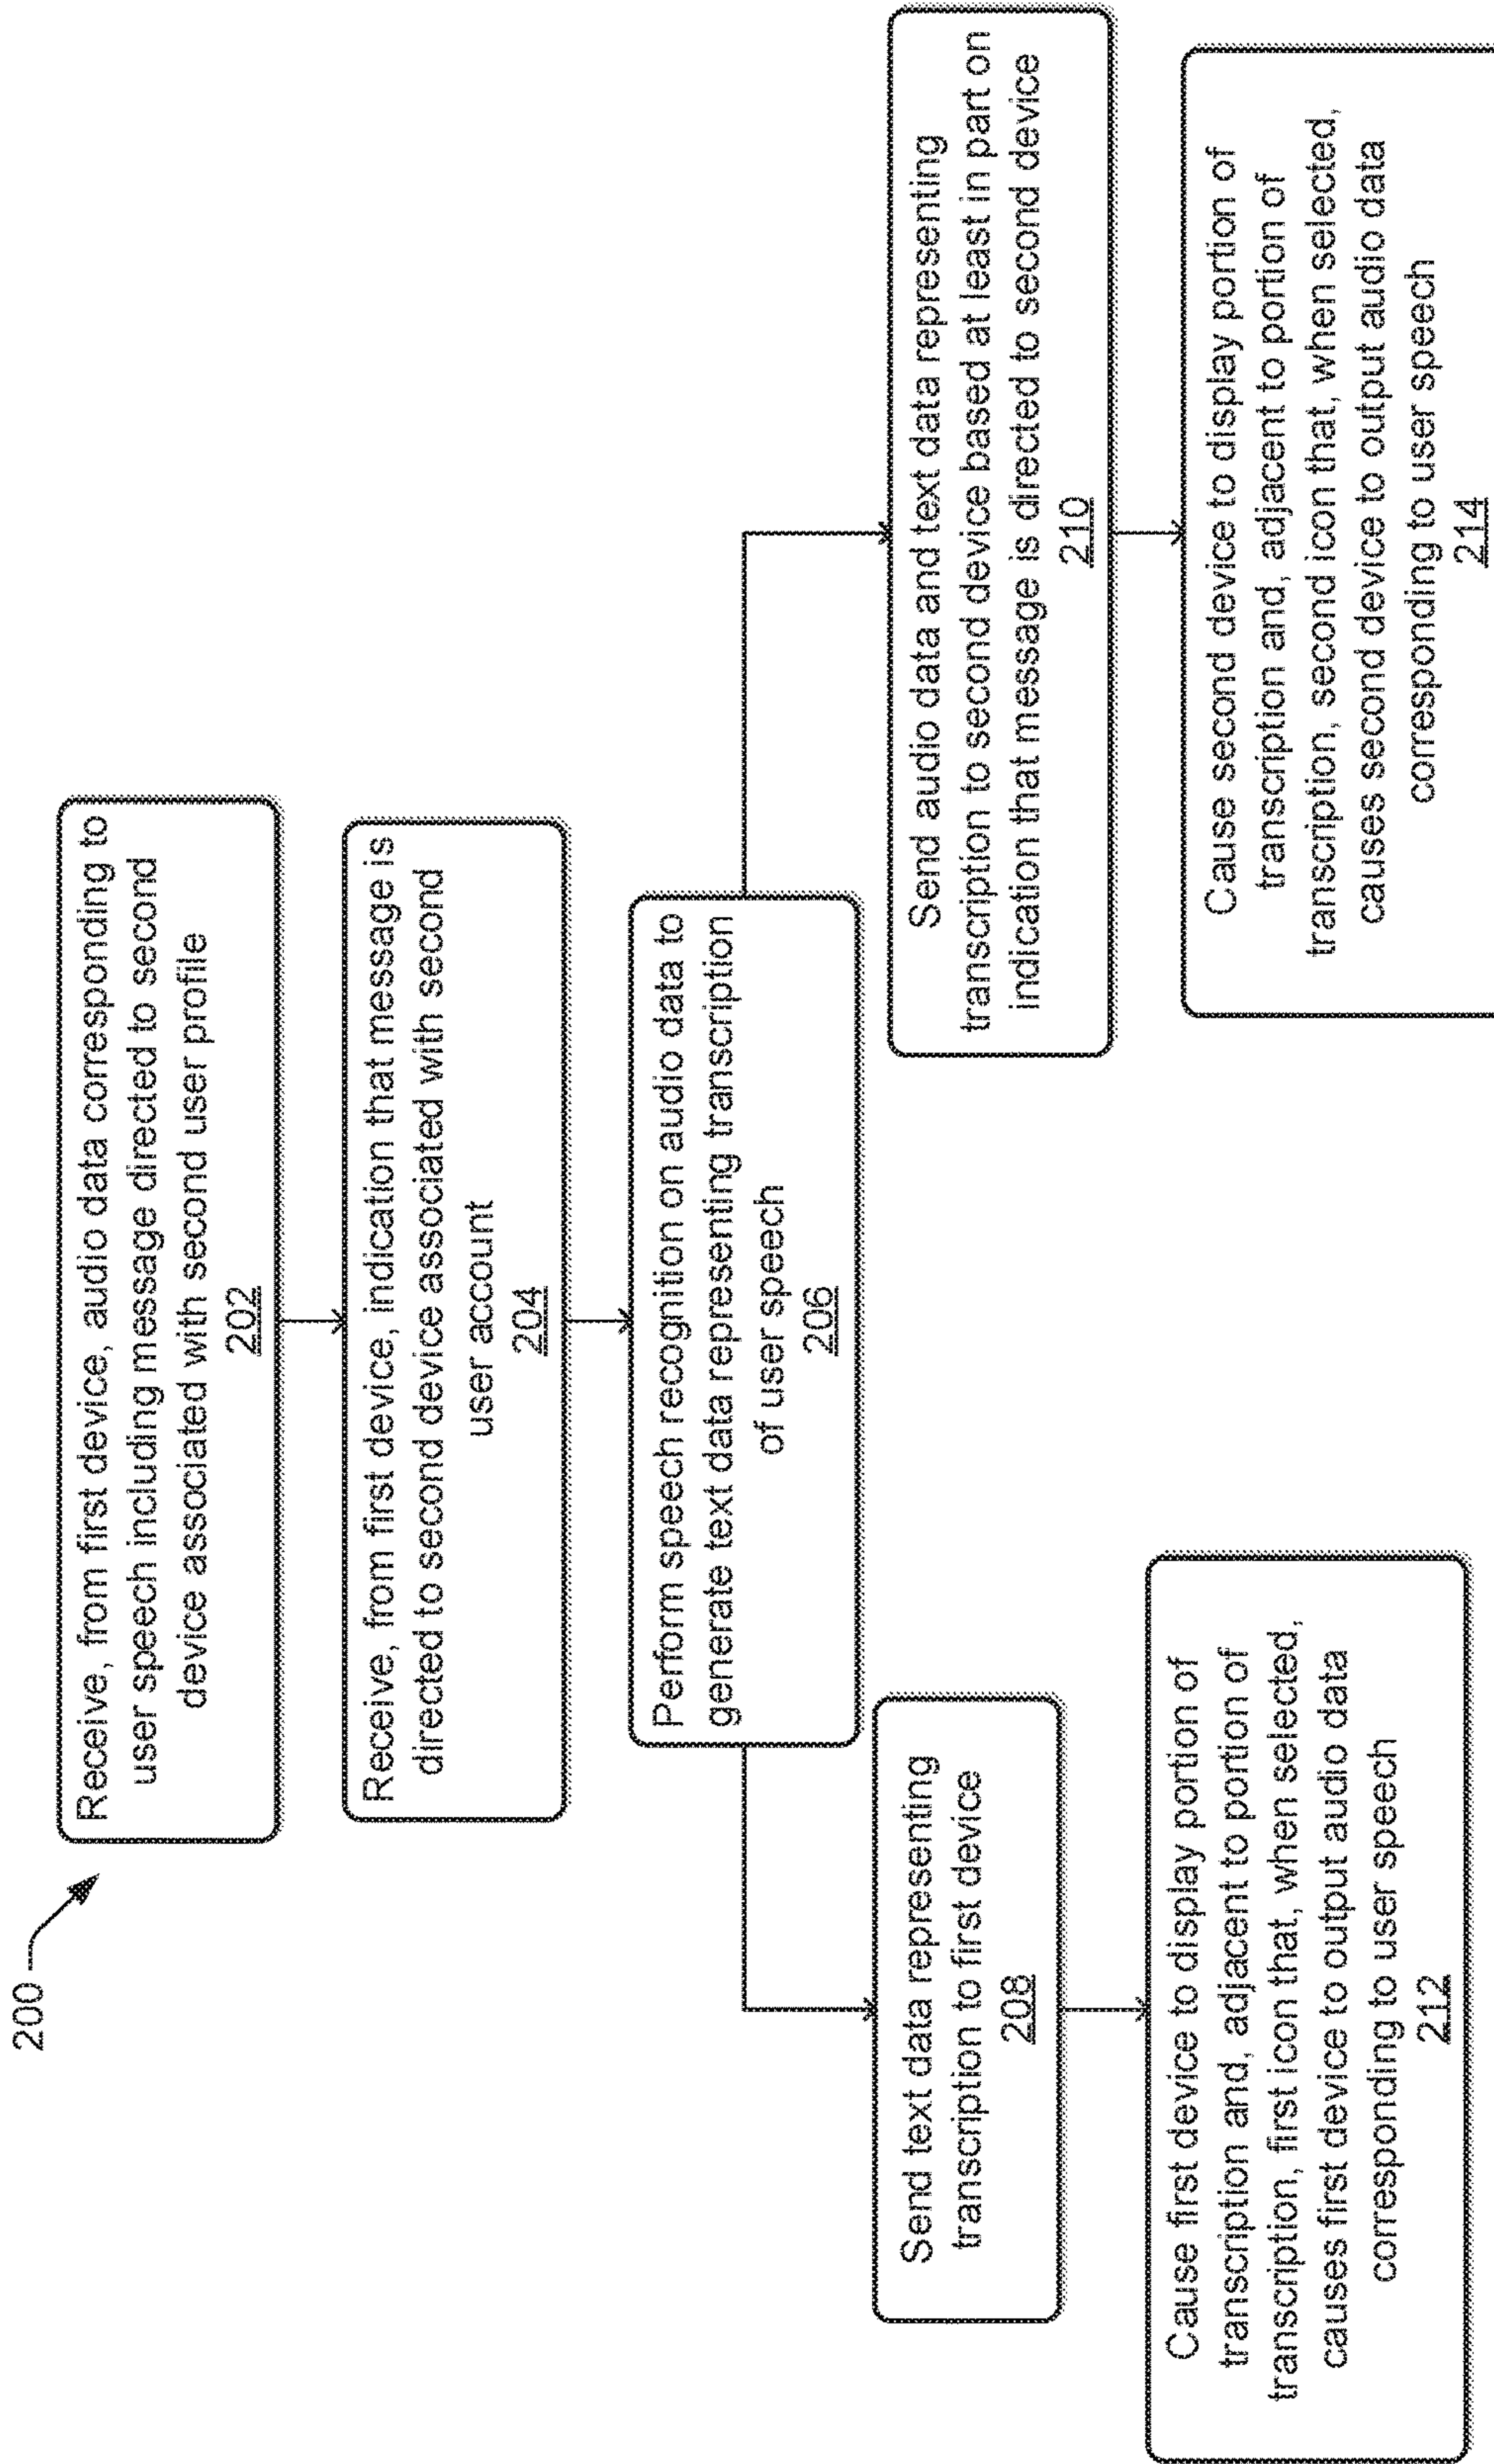 200
Receive, from first device, audio data corresponding to
user speech including message directed to second
device associated with second user profile
202
Receive, from first device, indication that message is
directed to second device associated with second
user account
204
Perform speech recognition on audio data to
generate text data representing transcription
of user speech
206
Send text data representing
transcription to first device
208
Send audio data and text data representing
transcription to second device based at least in part on
indication that message is directed to second device
210
Cause first device to display portion of
transcription and, adjacent to portion of
transcription, first icon that, when selected,
causes first device to output audio data
corresponding to user speech
212
Cause second device to display portion of
transcription and, adjacent to portion of
transcription, second icon that, when selected,
causes second device to output audio data
corresponding to user speech
214